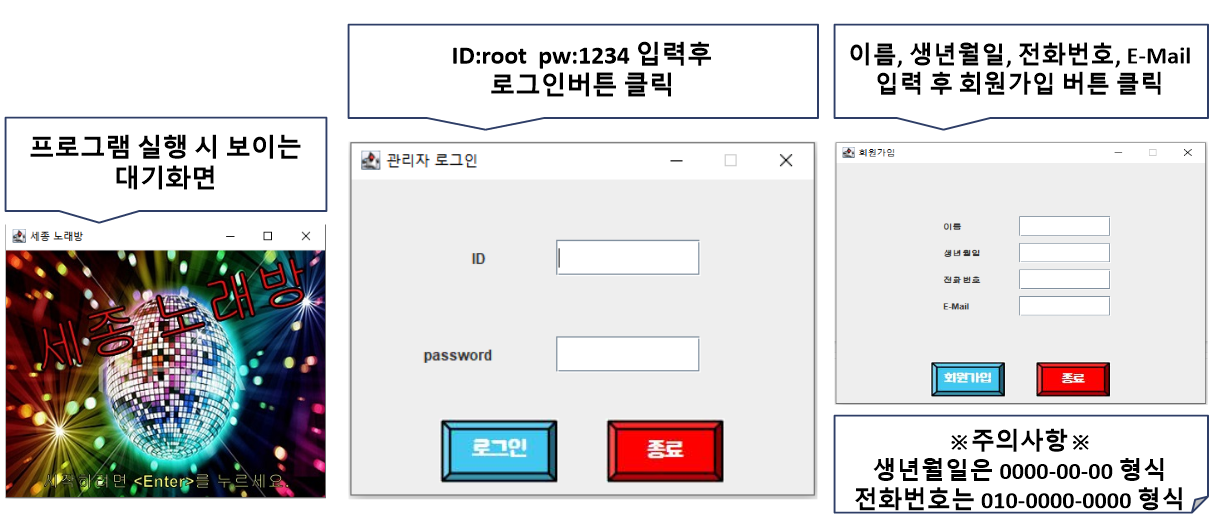 프로그램 실행 시 보이는
대기화면
세종 노래방
세종 노래방
시작하려면 <Enter>를 누르세요.
ID:root pw:1234 입력후
로그인버튼 클릭
관리자 로그인
ID
password
로그인
종료
이름, 생년월일, 전화번호, E-Mail
입력 후 회원가입 버튼 클릭
회원가입
이름
생년월일
전화번호
E-Mail
회원가입
종료
※주의사항※
생년월일은 0000-00-00 형식
전화번호는 010-0000-0000 형식